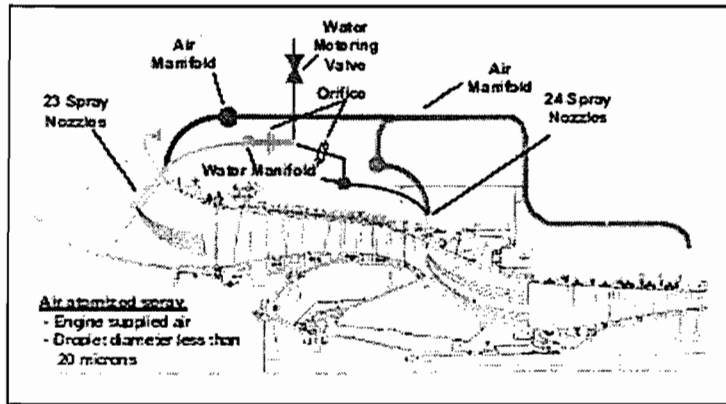 Water
Motoring
Valve
Air
Manifold
Air
Manifold
23 Spray
Nozzles
Orifice
24 Spray
Nozzles
Water Manifold
Air atomized spray
- Engine supplied air
- Droplet diameter less than
20 microns